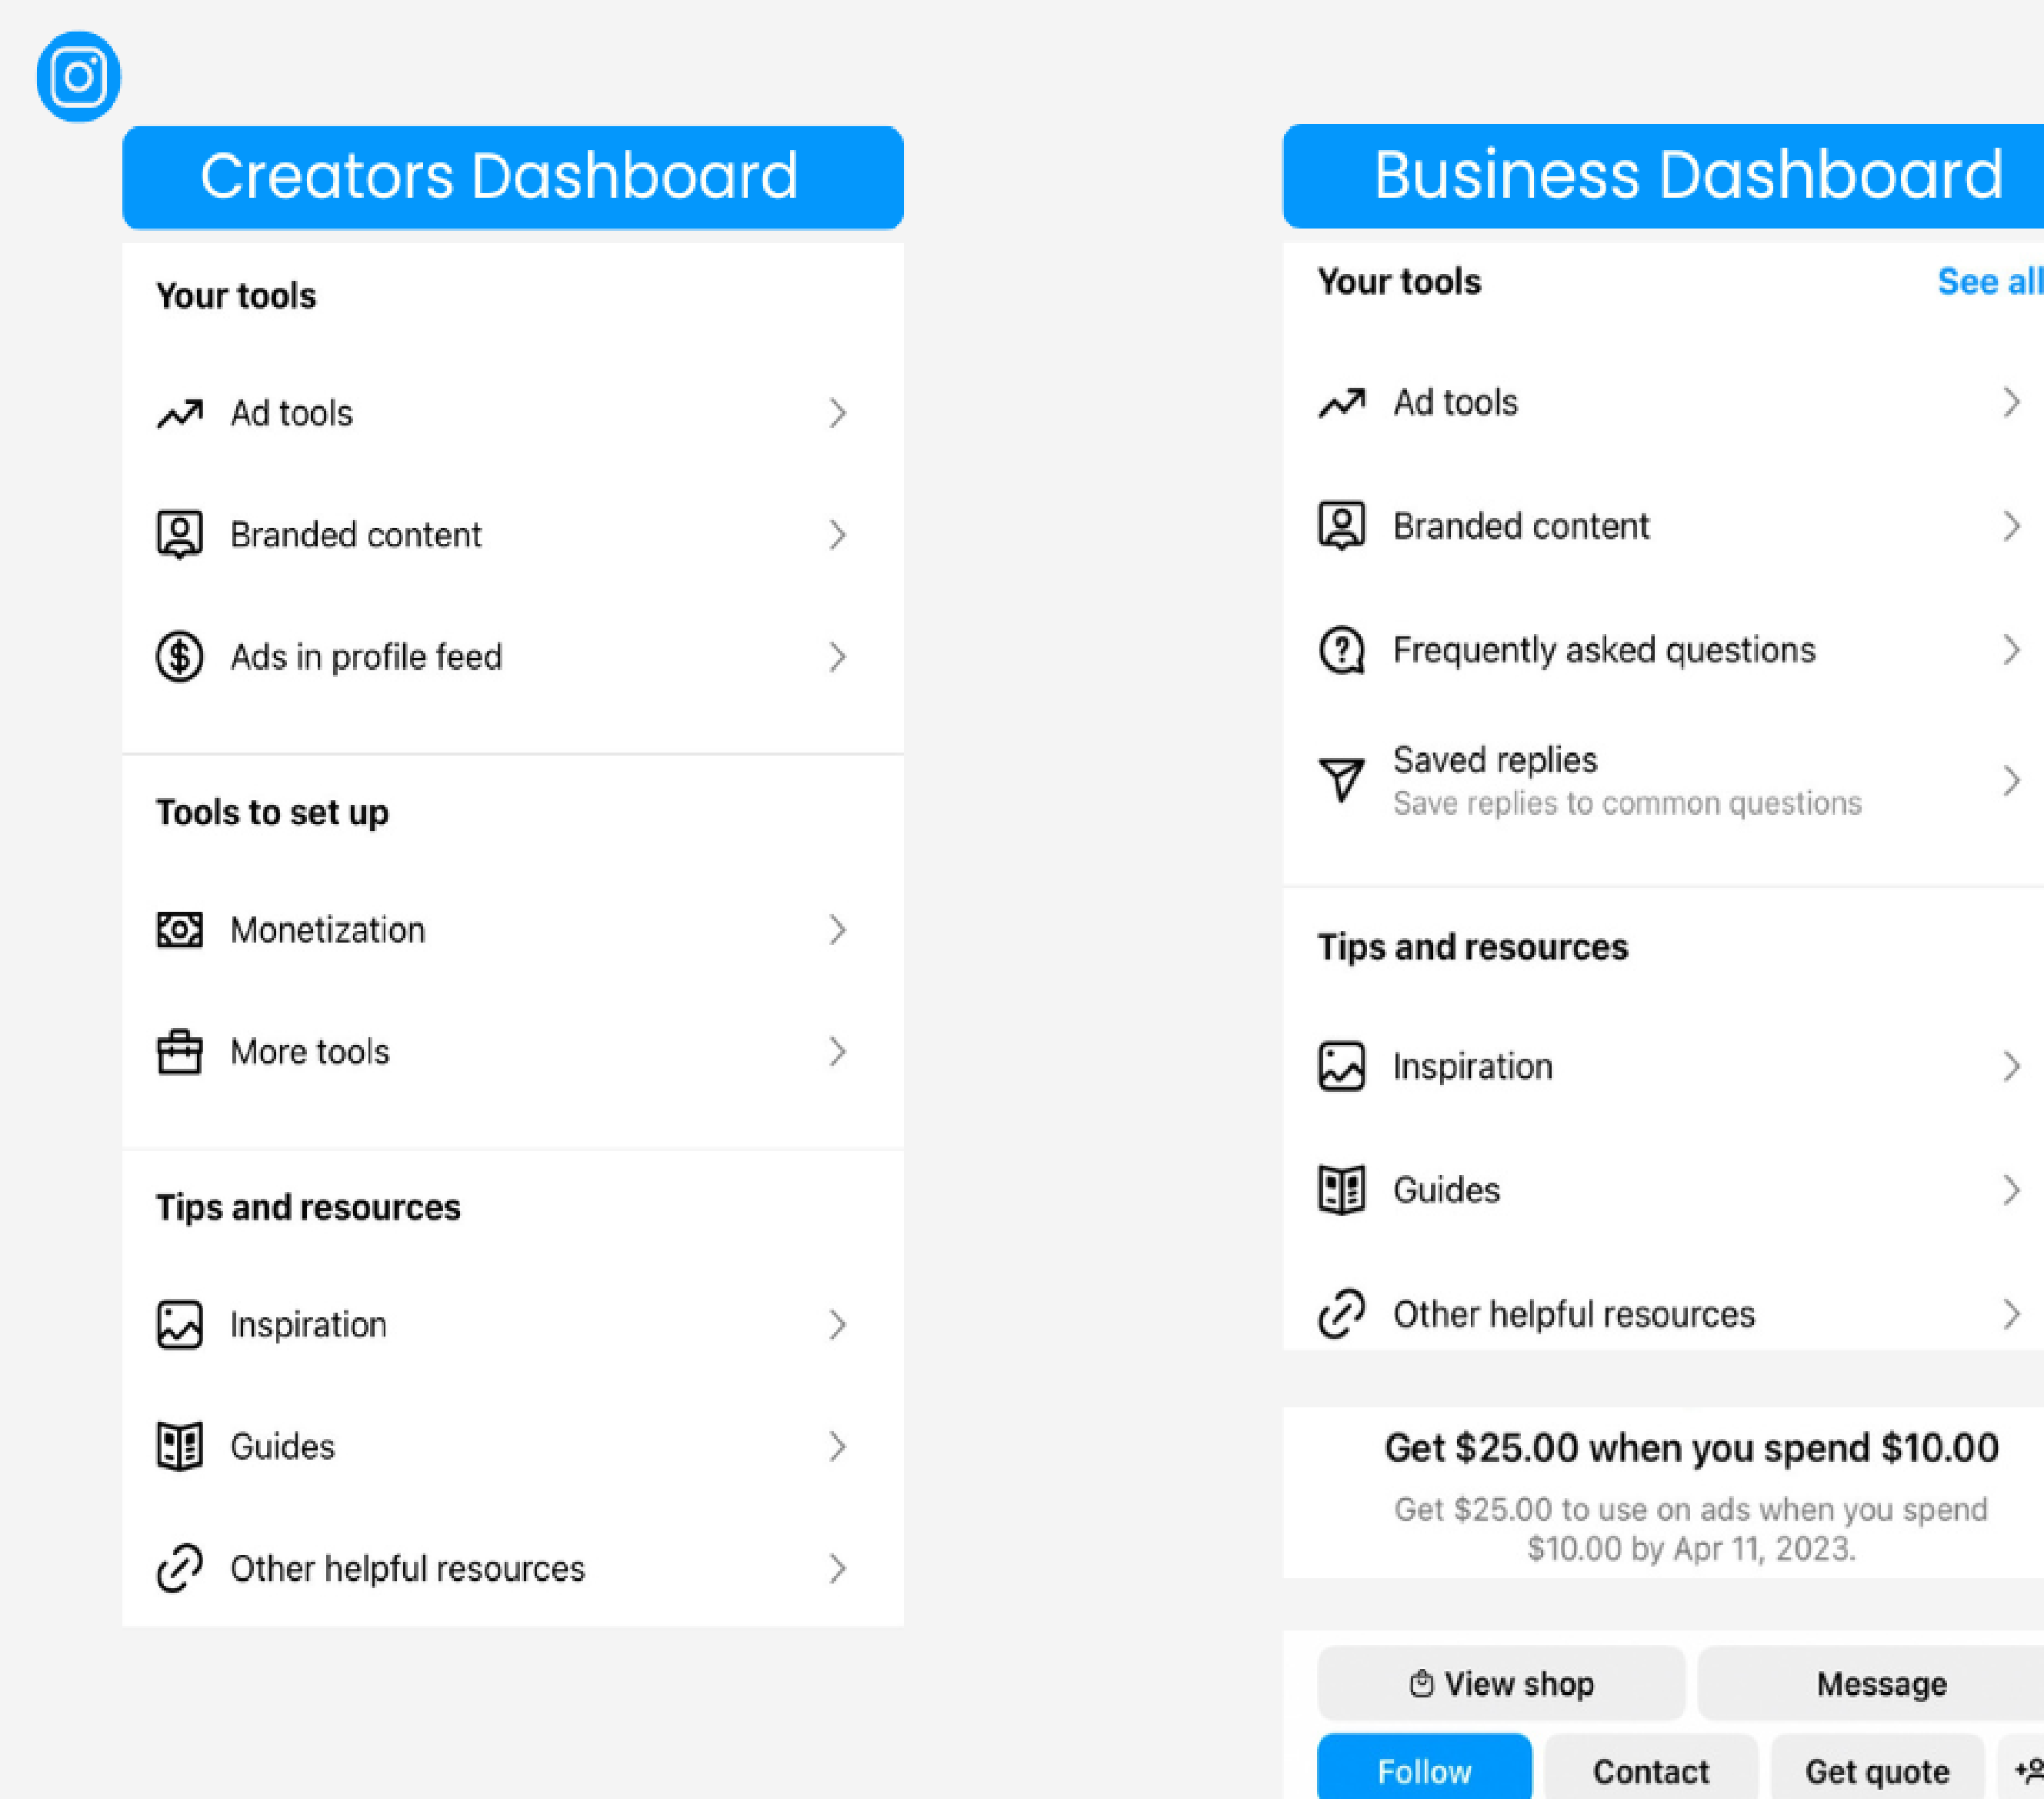 Creators Dashboard
Your tools
Ad tools
Branded content
Ads in profile feed
Tools to set up
Monetization
More tools
Tips and resources
Inspiration
Guides
Other helpful resources
Business Dashboard
Your tools
See all
Ad tools
Branded content
Frequently asked questions
Saved replies
Save replies to common questions
Tips and resources
Inspiration
Guides
Other helpful resources
Get $25.00 when you spend $10.00
Get $25.00 to use on ads when you spend
$10.00 by Apr 11, 2023.
View shop
Message
Follow
Contact
Get quote